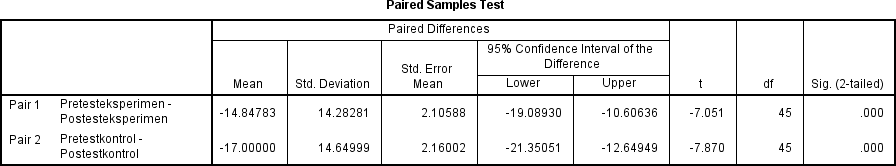 Paired Samples Test
Paired Differences
95% Confidence Interval of the
Difference
Std. Error
Mean Std. Deviation Mean Lower Upper t df Sig. (2-tailed)
Pair 1 Pretesteksperimen - 
Postesteksperimen -14.84783 14.28281 2.10588 -19.08930 -10.60636 -7.051 45 .000
Pair 2 Pretestkontrol - 
Postestkontrol -17.00000 14.64999 2.16002 -21.35051 -12.64949 -7.870 45 .000